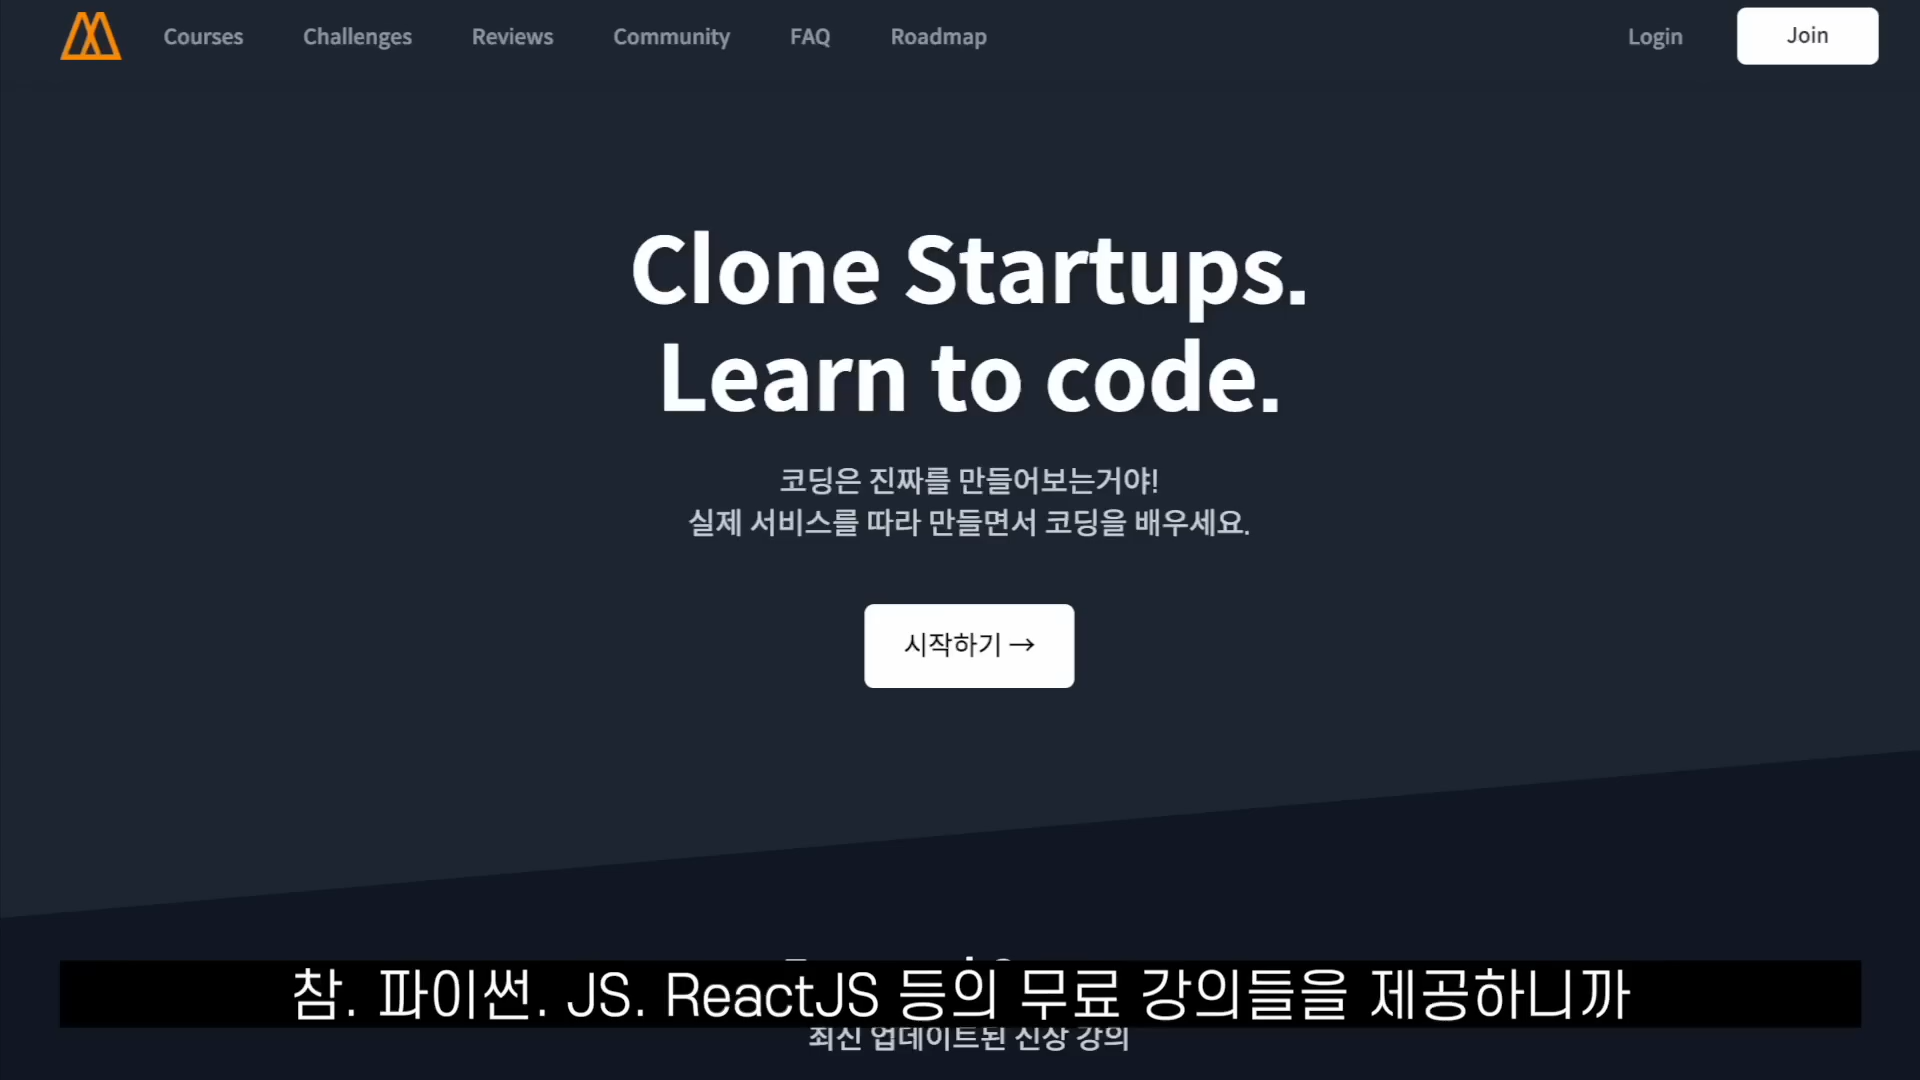 Courses Challenges Reviews Community FAQ Roadmap Login Join
Clone Startups.
Learn to code.
코딩은 진짜를 만들어보는거야!
실제 서비스를 따라 만들면서 코딩을 배우세요.
시작하기 →
참. 파이썬. JS. ReactJS 등의 무료 강의들을 제공하니까
최신 업데이트된 신상 강의